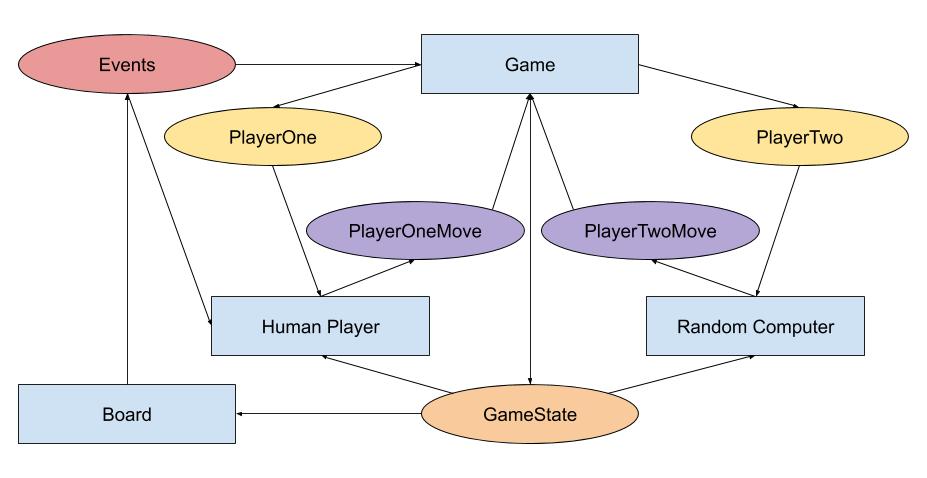 Events
Game
PlayerOne
PlayerTwo
PlayerOneMove
PlayerTwoMove
Human Player
Random Computer
Board
GameState